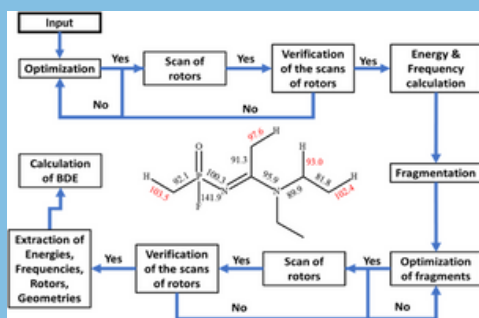 Input
Optimization
Yes
Scan of
rotors
Yes
Verification
of the scans
of rotors
Yes
Energy &
Frequency
calculation
No
No
Fragmentation
Optimization
of fragments
Yes
Scan of
rotors
Yes
Verification
of the scans
of rotors
Yes
Extraction of
Energies,
Frequencies,
Rotors,
Geometries
Calculation
of BDE
No
No
H
97.6
O
H
91.3
H
H
92.1
P
100.3
95.9
93.0
103.5
141.9
N
N
81.8
102.4
F
89.9